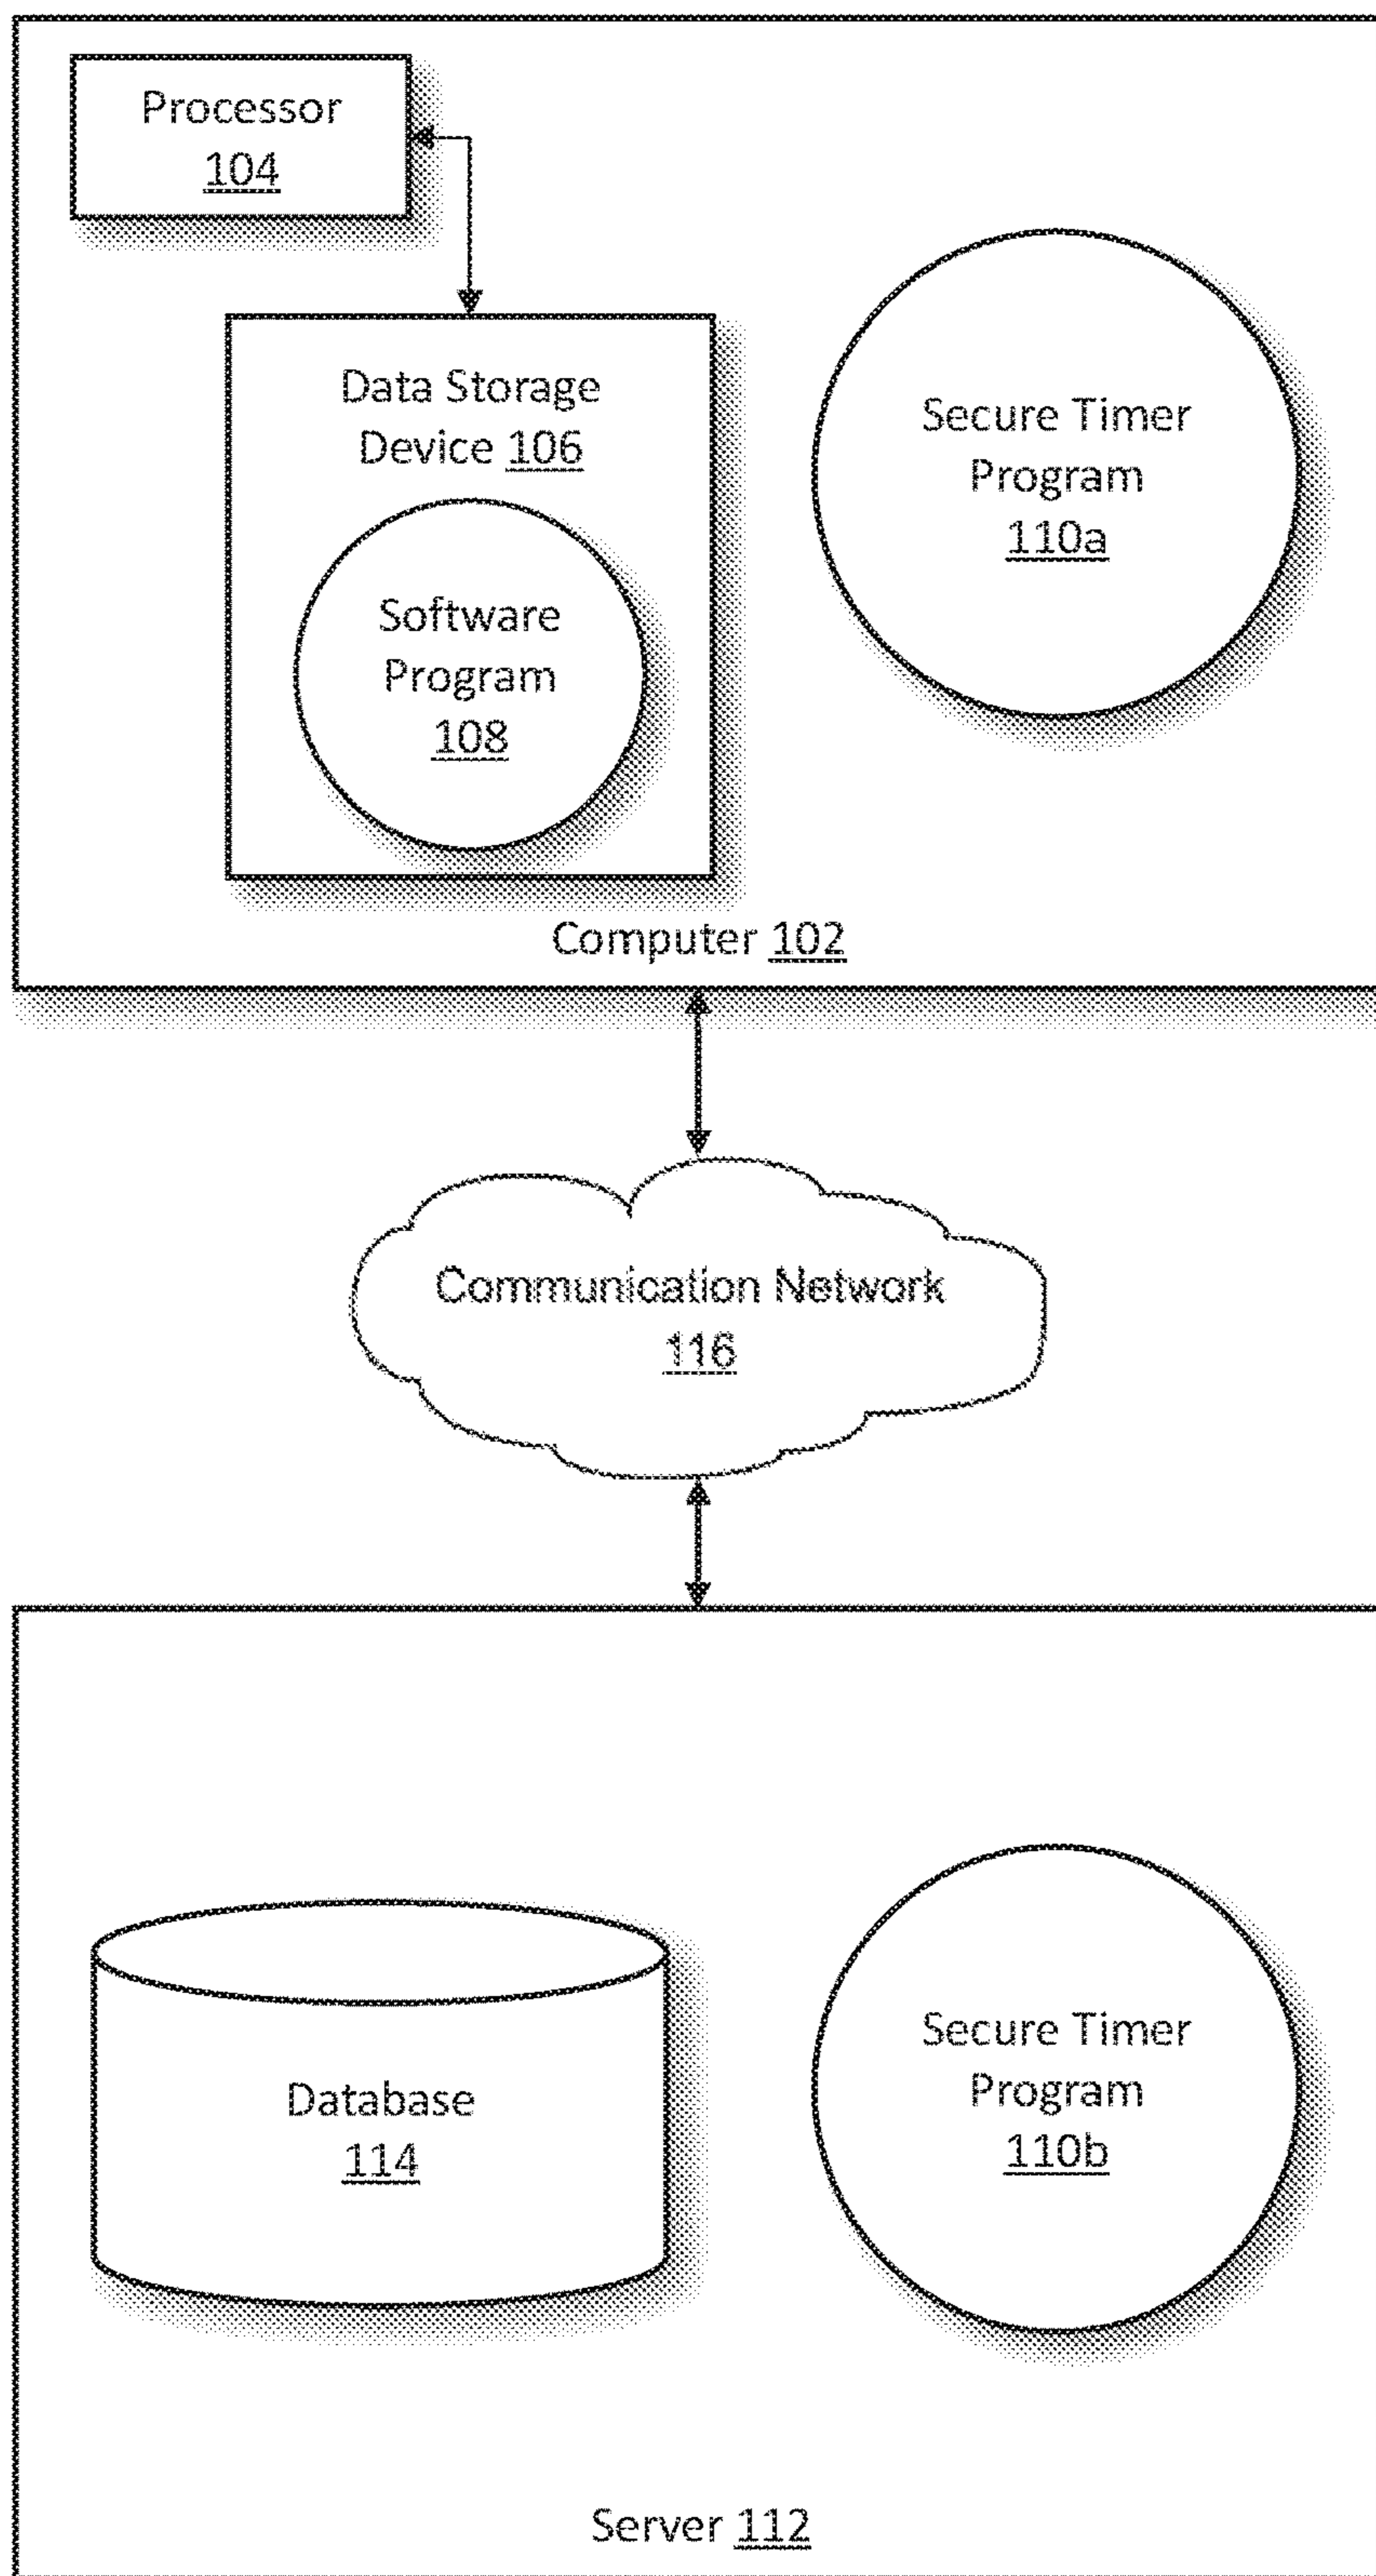 Processor
104
Data Storage
Device 106
Software
Program
108
Secure Timer
Program
110a
Computer 102
Communication Network
116
Database
114
Secure Timer
Program
110b
Server 112